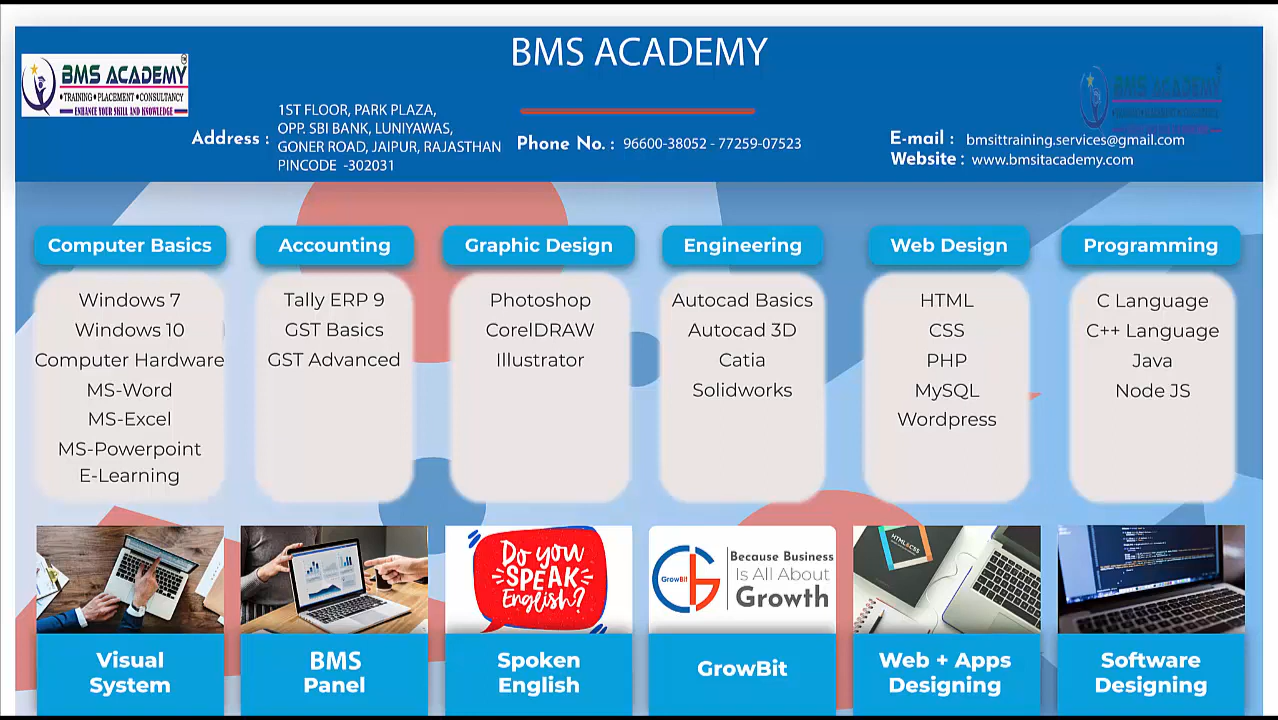 BMS ACADEMY
BMS ACADEMY
TRAINING • PLACEMENT • CONSULTANCY
ENHANCE YOUR SKILL AND KNOWLEDGE
BMS ACADEMY
Address :
1ST FLOOR, PARK PLAZA,
OPP. SBI BANK, LUNIYAWAS,
GONER ROAD, JAIPUR, RAJASTHAN
PINCODE -302031
Phone No. : 96600-38052 - 77259-07523
E-mail : bmsittraining.services@gmail.com
Website : www.bmsitacademy.com
Computer Basics
Windows 7
Windows 10
Computer Hardware
MS-Word
MS-Excel
MS-Powerpoint
E-Learning
Accounting
Tally ERP 9
GST Basics
GST Advanced
Graphic Design
Photoshop
CorelDRAW
Illustrator
Engineering
Autocad Basics
Autocad 3D
Catia
Solidworks
Web Design
HTML
CSS
PHP
MySQL
Wordpress
Programming
C Language
C++ Language
Java
Node JS
Do you
SPEAK
English?
GrowBit
Because Business
Is All About
Growth
HTML&CSS
Visual
System
BMS
Panel
Spoken
English
GrowBit
Web + Apps
Designing
Software
Designing